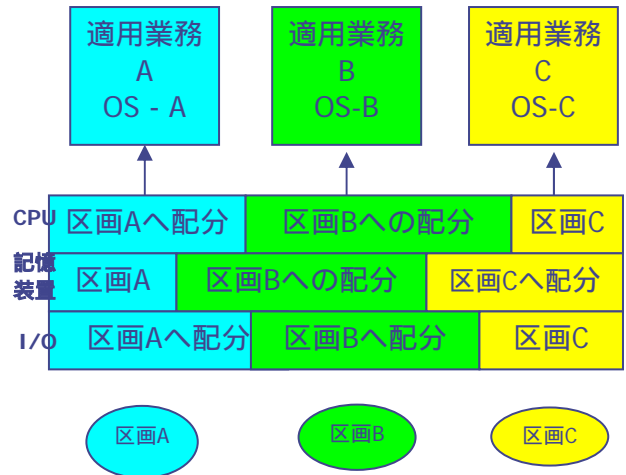 適用業務
A
OS - A
適用業務
B
OS-B
適用業務
C
OS-C
CPU 区画Aへ配分 区画Bへの配分 区画C
記憶
装置 区画A 区画Bへの配分 区画Cへ配分
I/O 区画Aへ配分 区画Bへ配分 区画C
区画A 区画B 区画C